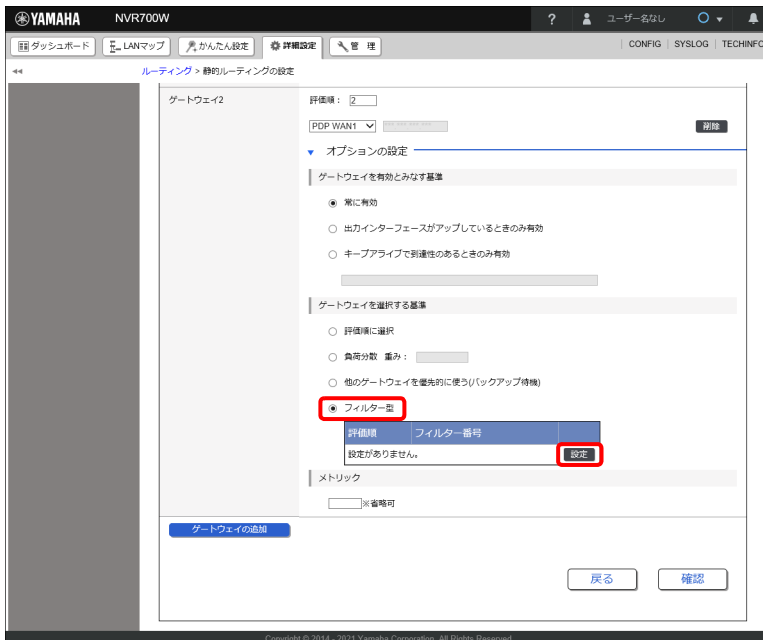 YAMAHA NVR700W ? ユーザー名なし
ダッシュボード LANマップ かんたん設定 詳細設定 管 理 CONFIG SYSLOG TECHINFO
ルーティング > 静的ルーティングの設定
ゲートウェイ2 評価順： 2
PDP WAN1 削除
オプションの設定
ゲートウェイを有効とみなす基準
常に有効
出力インターフェースがアップしているときのみ有効
キープアライブで到達性のあるときのみ有効
ゲートウェイを選択する基準
評価順に選択
負荷分散 重み：
他のゲートウェイを優先的に使う(バックアップ待機)
フィルター型
評価順 フィルター番号
設定がありません。 設定
メトリック
※省略可
ゲートウェイの追加
戻る 確認
Copyright © 2014 - 2021 Yamaha Corporation. All Rights Reserved.